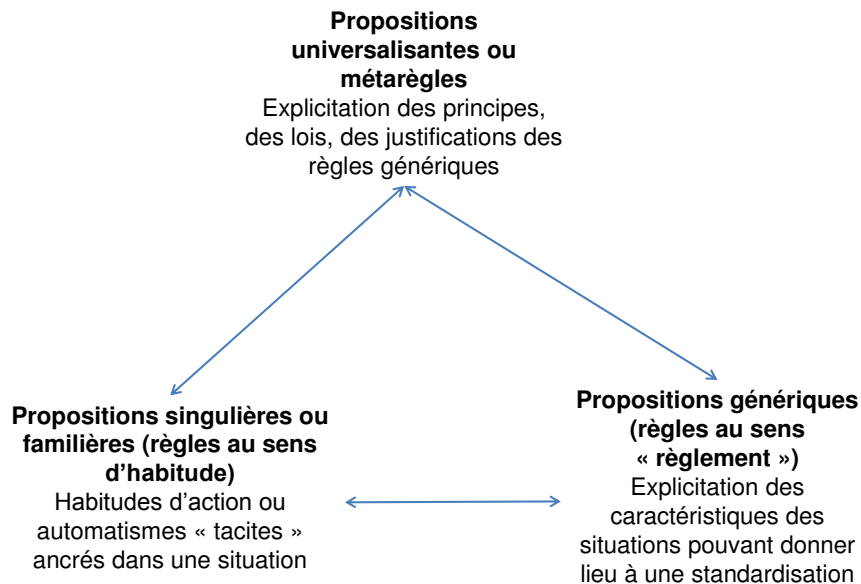 Propositions
universalisantes ou
métarègles
Explicitation des principes,
des lois, des justifications des
règles génériques
Propositions singulières ou
familières (règles au sens
d’habitude)
Habitudes d’action ou
automatismes « tacites »
ancrés dans une situation
Propositions génériques
(règles au sens
« règlement »)
Explicitation des
caractéristiques des
situations pouvant donner
lieu à une standardisation